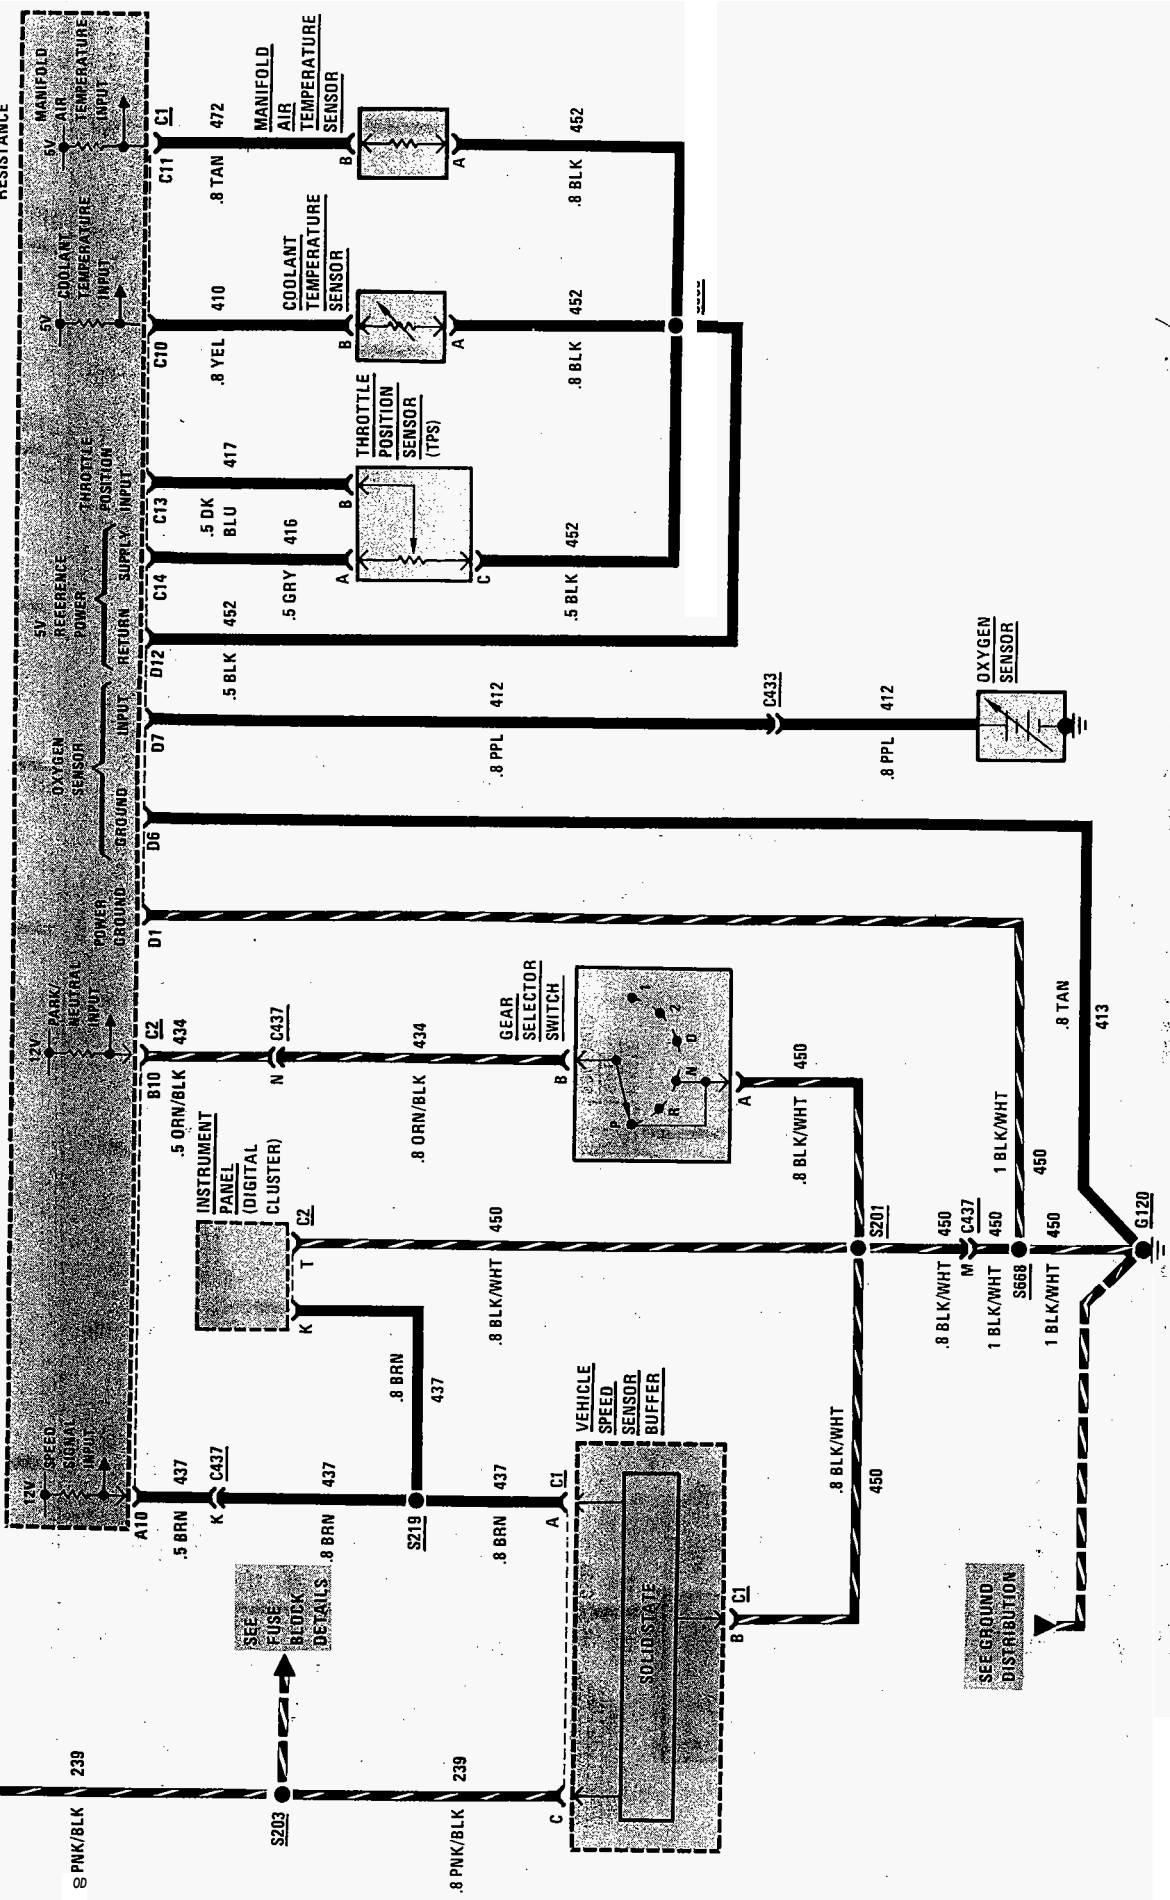 RESISTANCE
MANIFOLD
AIR
TEMPERATURE
INPUT
5V
COOLANT
TEMPERATURE
INPUT
5V
THROTTLE
POSITION
INPUT
5V
REFERENCE
POWER
SUPPLY
RETURN
OXYGEN
SENSOR
INPUT
GROUND
POWER
GROUND
12V
PARK/
NEUTRAL
INPUT
12V
SPEED
SIGNAL
INPUT
C11
C1
.8 TAN
472
MANIFOLD
AIR
TEMPERATURE
SENSOR
B
A
.8 BLK
452
C10
.8 YEL
410
COOLANT
TEMPERATURE
SENSOR
B
A
.8 BLK
452
C13
.5 DK
BLU
417
C14
.5 GRY
416
THROTTLE
POSITION
SENSOR
(TPS)
A
B
C
.5 BLK
452
D12
.5 BLK
452
D7
.8 PPL
412
C433
.8 PPL
412
OXYGEN
SENSOR
D6
.8 TAN
413
D1
1 BLK/WHT
450
B10
C2
.5 ORN/BLK
434
N
C437
.8 ORN/BLK
434
GEAR
SELECTOR
SWITCH
B
P
R
N
D
2
1
A
.8 BLK/WHT
450
INSTRUMENT
PANEL
(DIGITAL
CLUSTER)
K
T
C2
.8 BLK/WHT
450
.8 BRN
437
S201
.8 BLK/WHT
450
M
C437
1 BLK/WHT
450
S668
1 BLK/WHT
450
G120
A10
.5 BRN
437
K
C437
.8 BRN
437
S219
.8 BRN
437
VEHICLE
SPEED
SENSOR
BUFFER
A
C1
SOLID STATE
B
C1
.8 BLK/WHT
450
SEE
FUSE
BLOCK
DETAILS
SEE GROUND
DISTRIBUTION
PNK/BLK
239
S203
.8 PNK/BLK
239
C